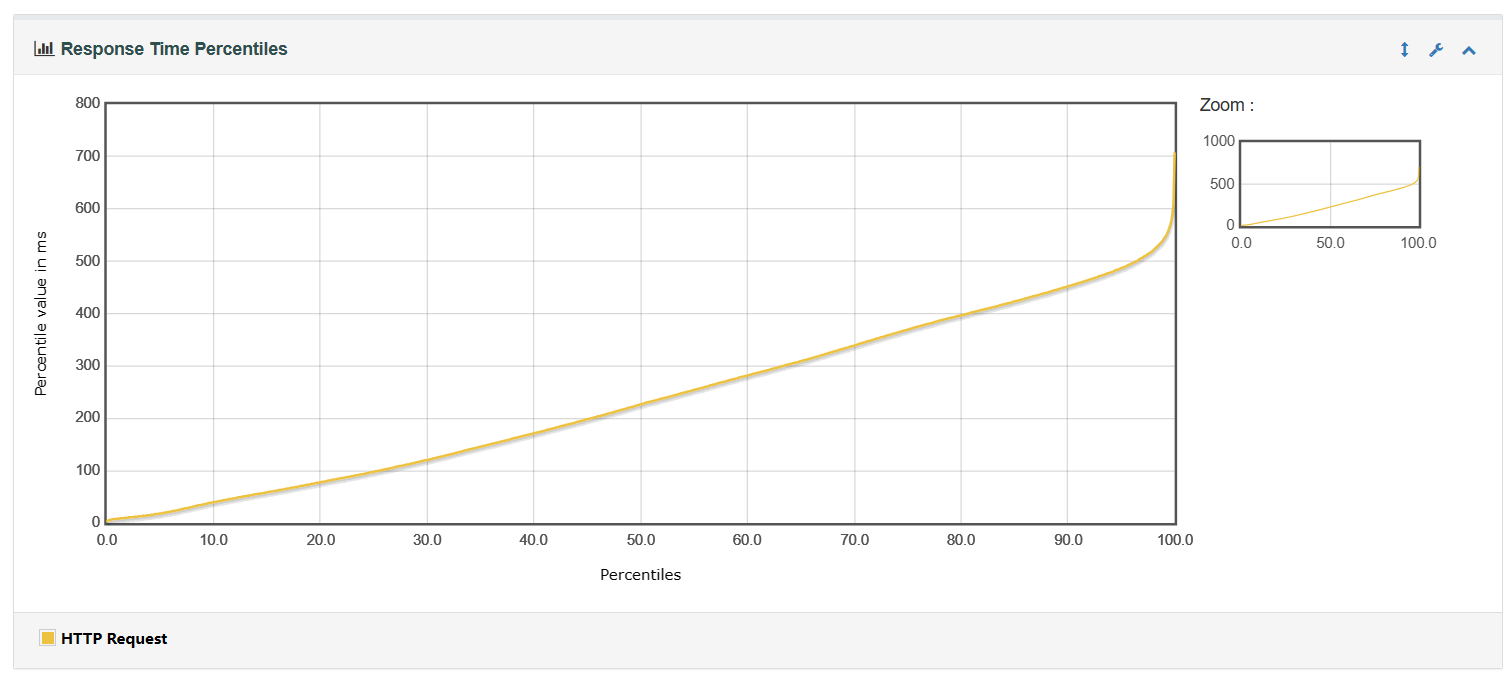 Response Time Percentiles
Zoom :
800
700
600
500
400
300
200
100
0
Percentile value in ms
0.0 10.0 20.0 30.0 40.0 50.0 60.0 70.0 80.0 90.0 100.0
Percentiles
1000
500
0
0.0 50.0 100.0
HTTP Request